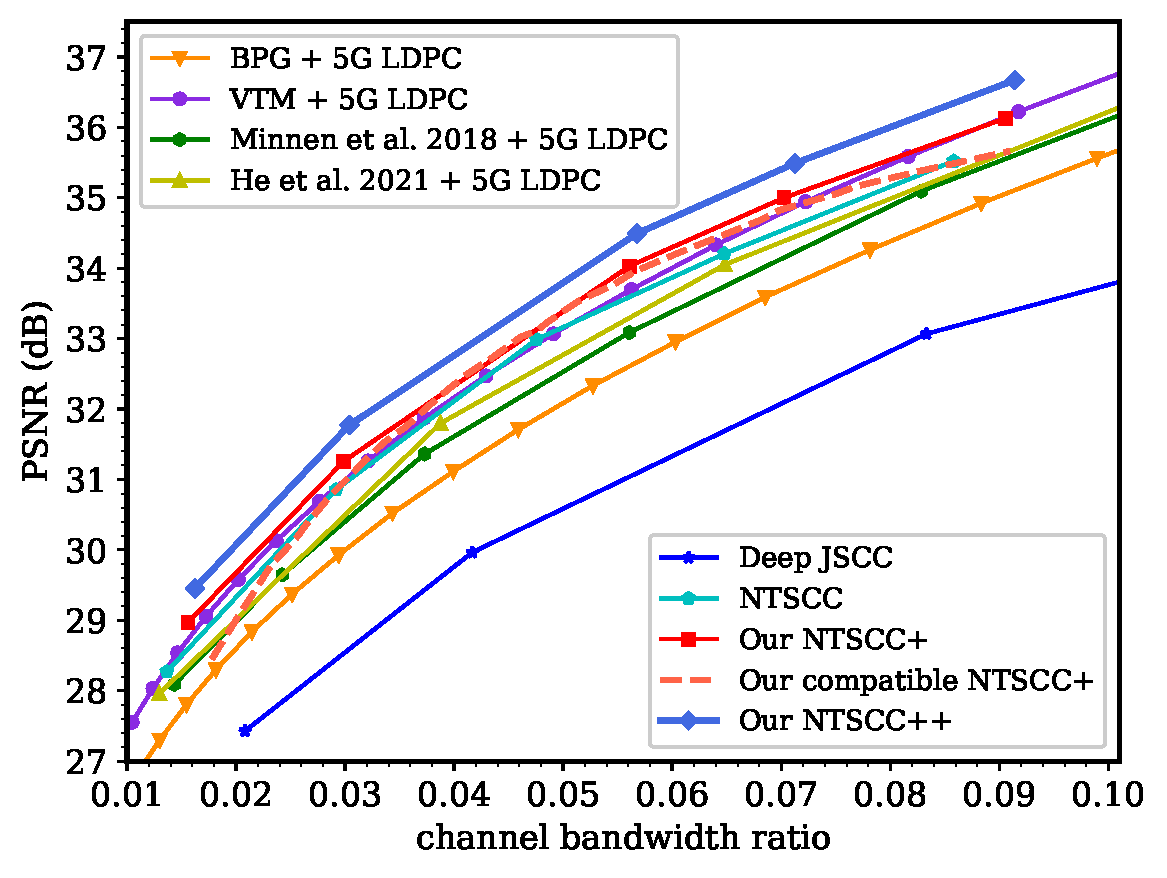 37
36
35
34
33
32
31
30
29
28
27
PSNR (dB)
BPG + 5G LDPC
VTM + 5G LDPC
Minnen et al. 2018 + 5G LDPC
He et al. 2021 + 5G LDPC
Deep JSCC
NTSCC
Our NTSCC+
Our compatible NTSCC+
Our NTSCC++
0.01 0.02 0.03 0.04 0.05 0.06 0.07 0.08 0.09 0.10
channel bandwidth ratio